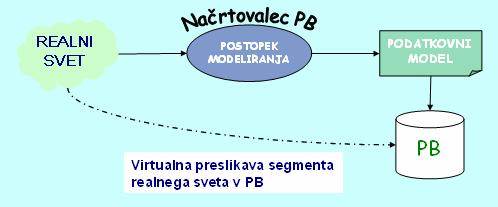 Načrtovalec PB
REALNI
SVET
POSTOPEK
MODELIRANJA
PODATKOVNI
MODEL
PB
Virtualna preslikava segmenta
realnega sveta v PB